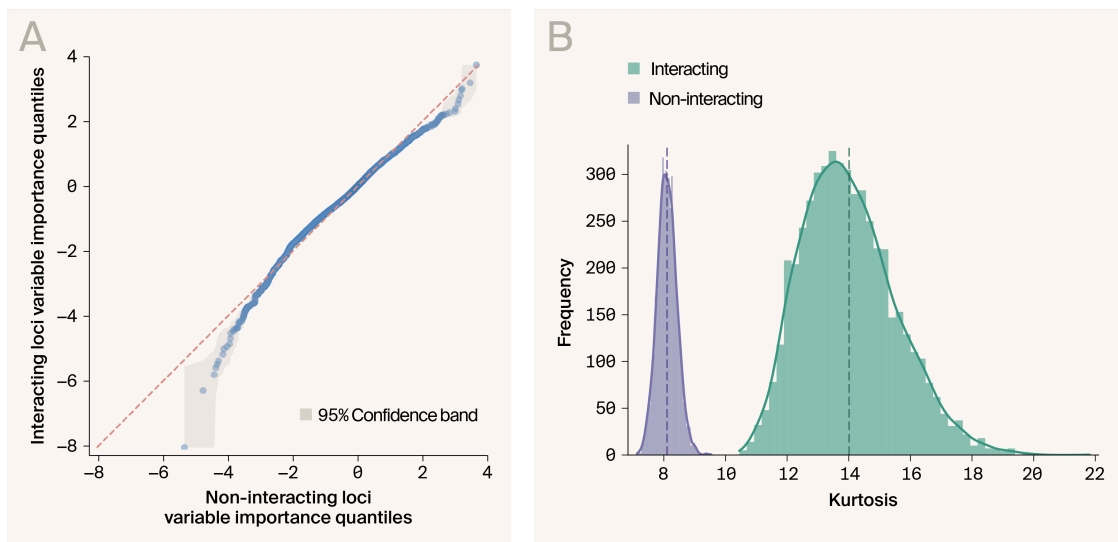 A
4
2
0
−2
−4
−6
−8
−8
−6
−4
−2
0
2
4
Interacting loci variable importance quantiles
95% Confidence band
Non-interacting loci
variable importance quantiles
B
Interacting
Non-interacting
300
250
200
150
100
50
0
Frequency
8
10
12
14
16
18
20
22
Kurtosis